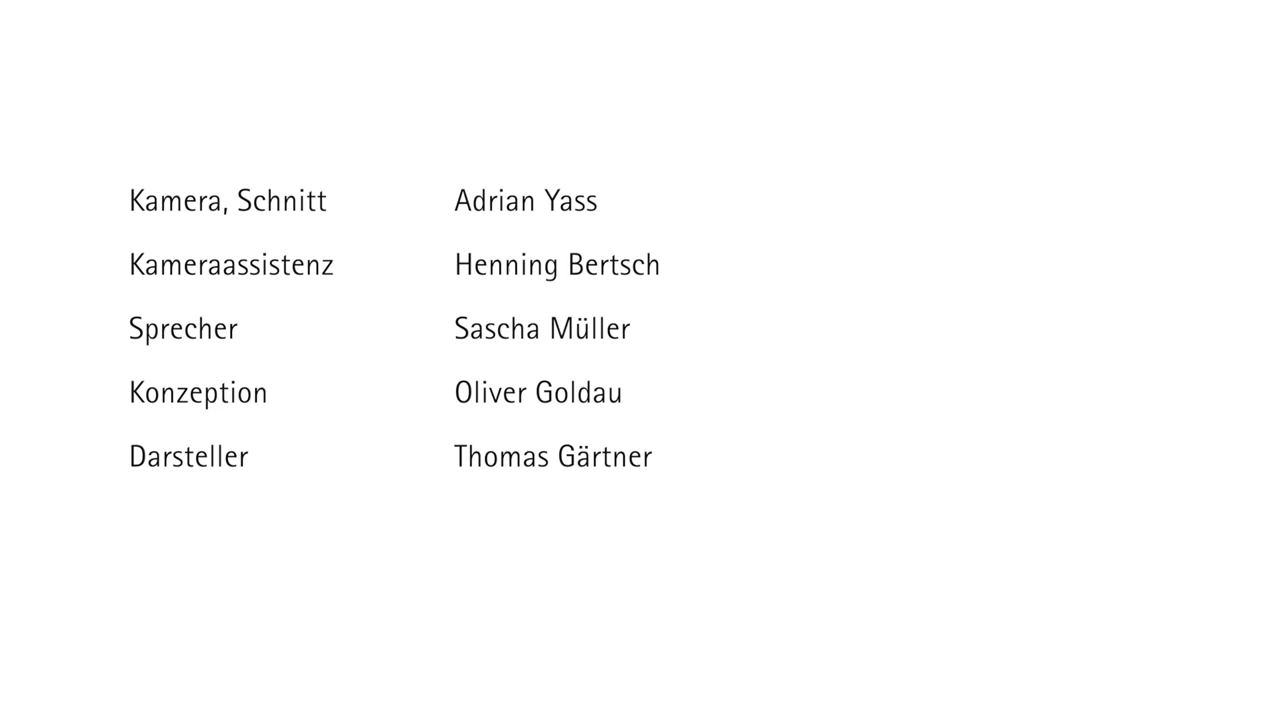 Kamera, Schnitt Adrian Yass
Kameraassistenz Henning Bertsch
Sprecher Sascha Müller
Konzeption Oliver Goldau
Darsteller Thomas Gärtner